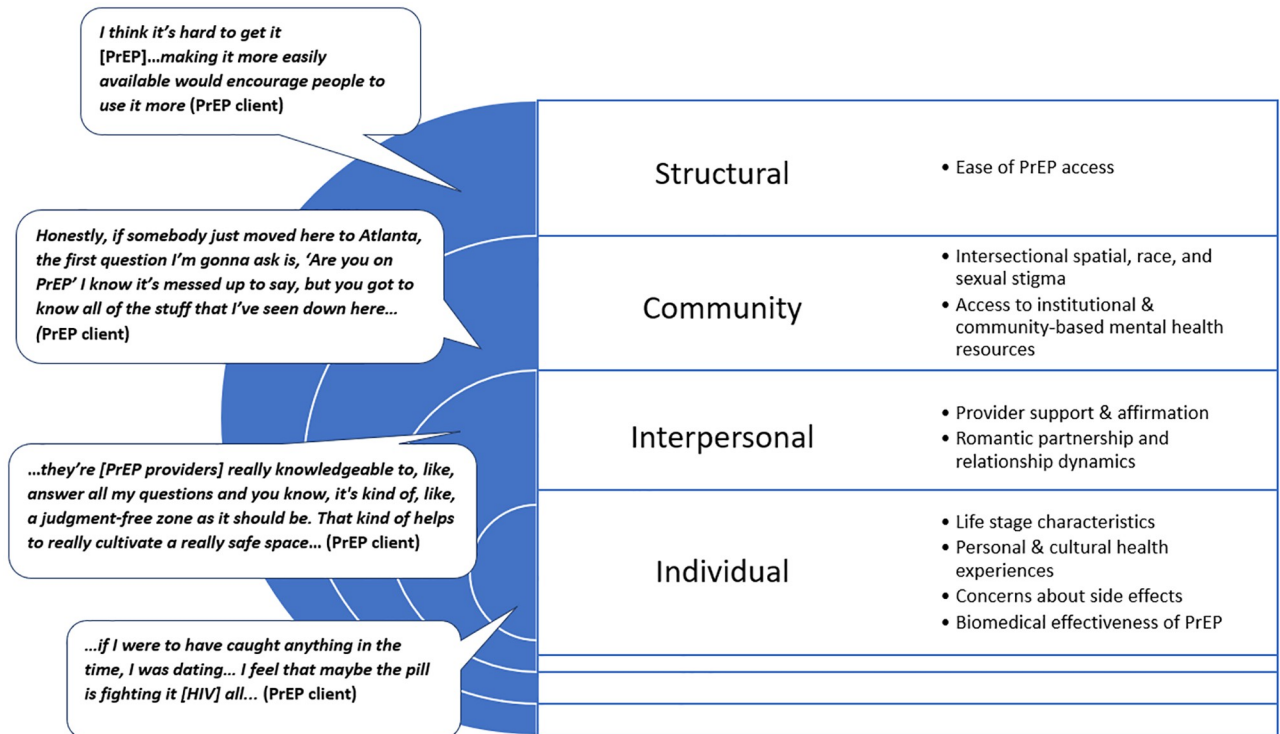 I think it's hard to get it
[PrEP]...making it more easily
available would encourage people to
use it more (PrEP client)
Honestly, if somebody just moved here to Atlanta,
the first question I'm gonna ask is, 'Are you on
PrEP' I know it's messed up to say, but you got to
know all of the stuff that I've seen down here...
(PrEP client)
...they're [PrEP providers] really knowledgeable to, like,
answer all my questions and you know, it's kind of, like,
a judgment-free zone as it should be. That kind of helps
to really cultivate a really safe space... (PrEP client)
...if I were to have caught anything in the
time, I was dating... I feel that maybe the pill
is fighting it [HIV] all... (PrEP client)
Structural
• Ease of PrEP access
Community
• Intersectional spatial, race, and
sexual stigma
• Access to institutional &
community-based mental health
resources
Interpersonal
• Provider support & affirmation
• Romantic partnership and
relationship dynamics
Individual
• Life stage characteristics
• Personal & cultural health
experiences
• Concerns about side effects
• Biomedical effectiveness of PrEP